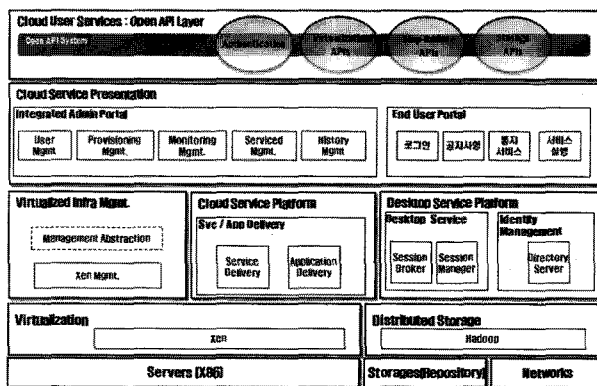 Cloud User Services : Open API Layer
Open API System
Authentication
APIs
APIs
Storage
APIs
Cloud Service Presentation
Integrated Admin Portal
User
Mgmt
Provisioning
Mgmt.
Monitoring
Mgmt.
Serviced
Mgmt.
History
Mgmt
End User Portal
로그인
공지사항
통지
서비스
서비스
실행
Virtualized Infra Mgmt.
Management Abstraction
Xen Mgmt.
Cloud Service Platform
Svc / App Delivery
Service
Delivery
Application
Delivery
Desktop Service Platform
Desktop Service
Session
Broker
Session
Manager
Identity
Management
Directory
Server
Virtualization
Xen
Distributed Storage
Hadoop
Servers (X86)
Storages(Repository)
Networks